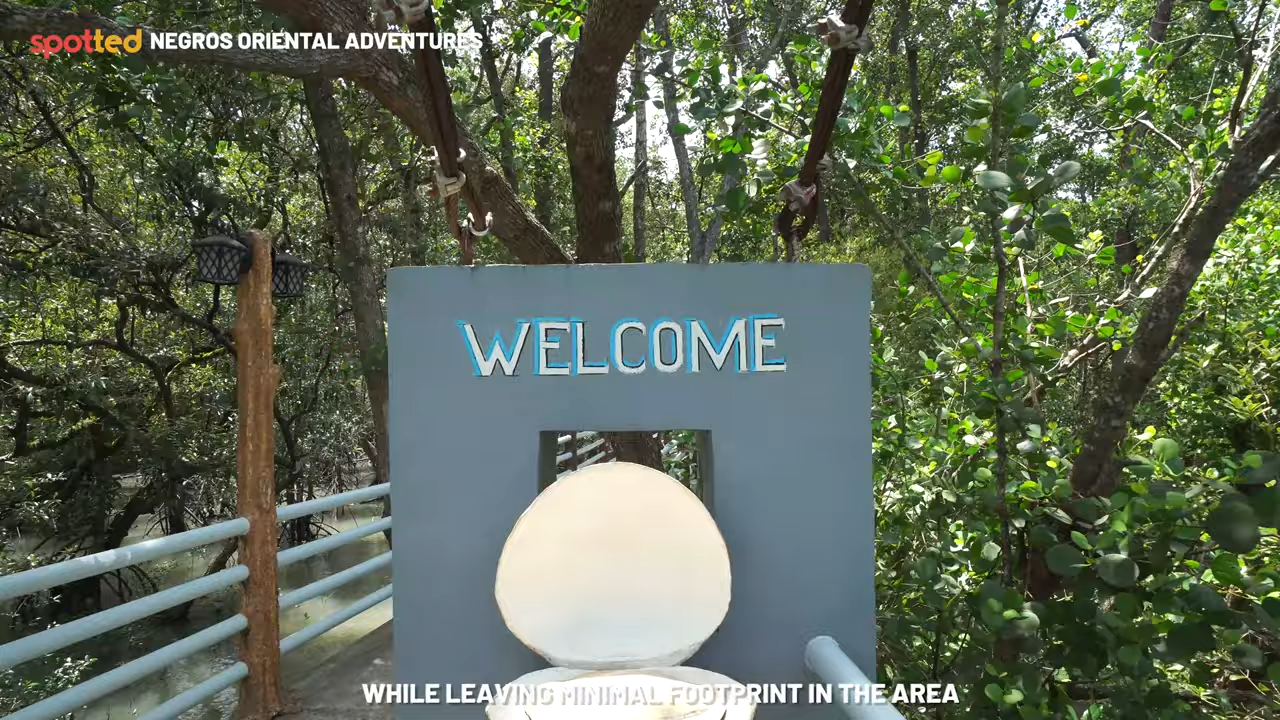 spotted NEGROS ORIENTAL ADVENTURES
WELCOME
WHILE LEAVING MINIMAL FOOTPRINT IN THE AREA